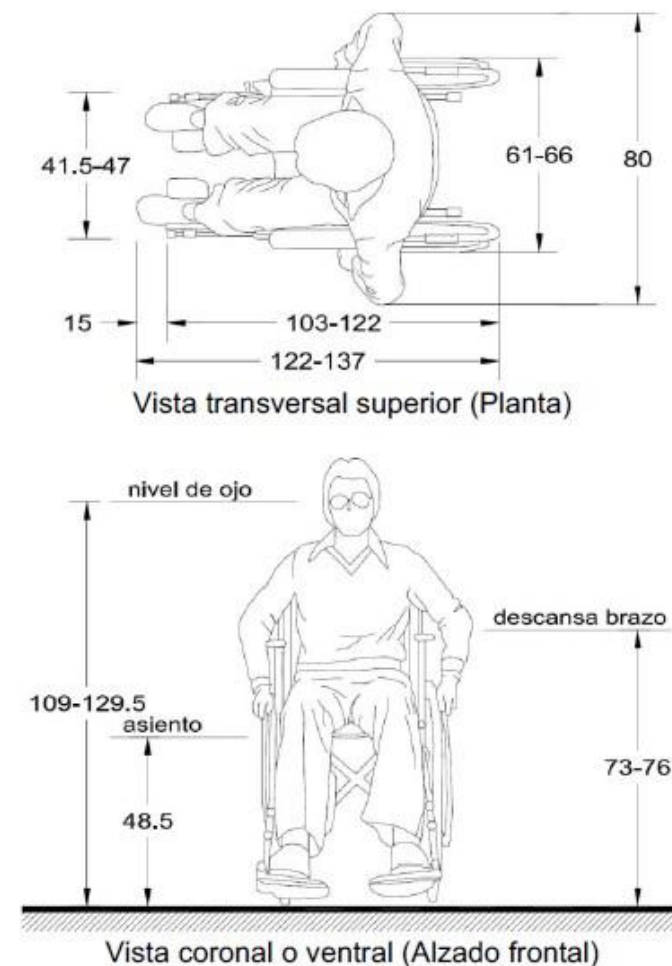 41.5-47
61-66
80
15
103-122
122-137
Vista transversal superior (Planta)
nivel de ojo
descansa brazo
109-129.5
asiento
73-76
48.5
Vista coronal o ventral (Alzado frontal)